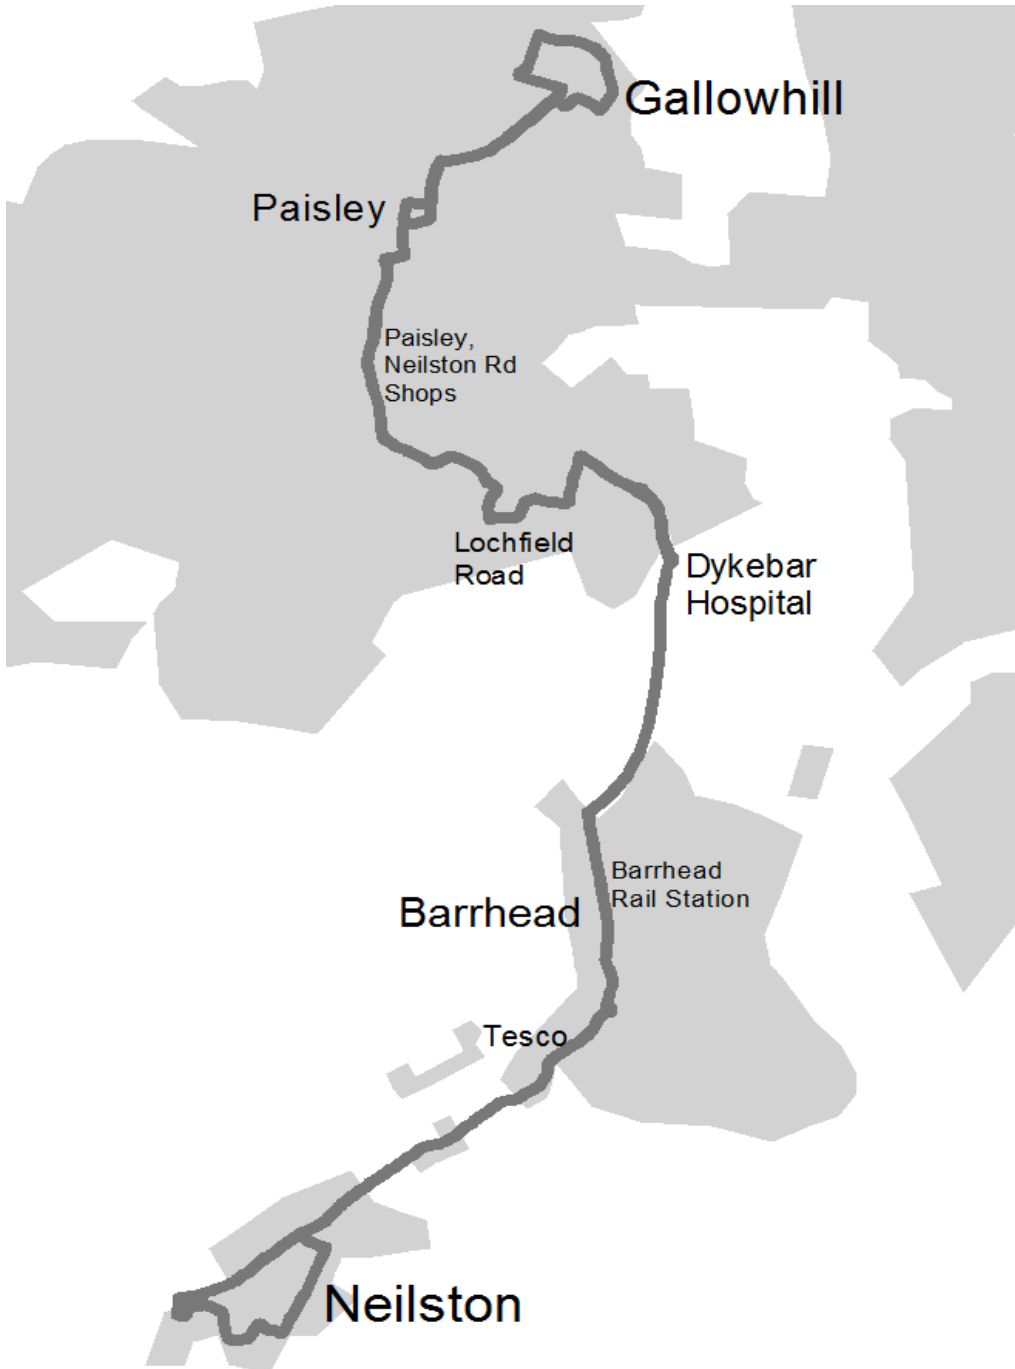 Gallowhill
Paisley
Paisley,
Neilston Rd
Shops
Lochfield
Road
Dykebar
Hospital
Barrhead
Rail Station
Barrhead
Tesco
Neilston